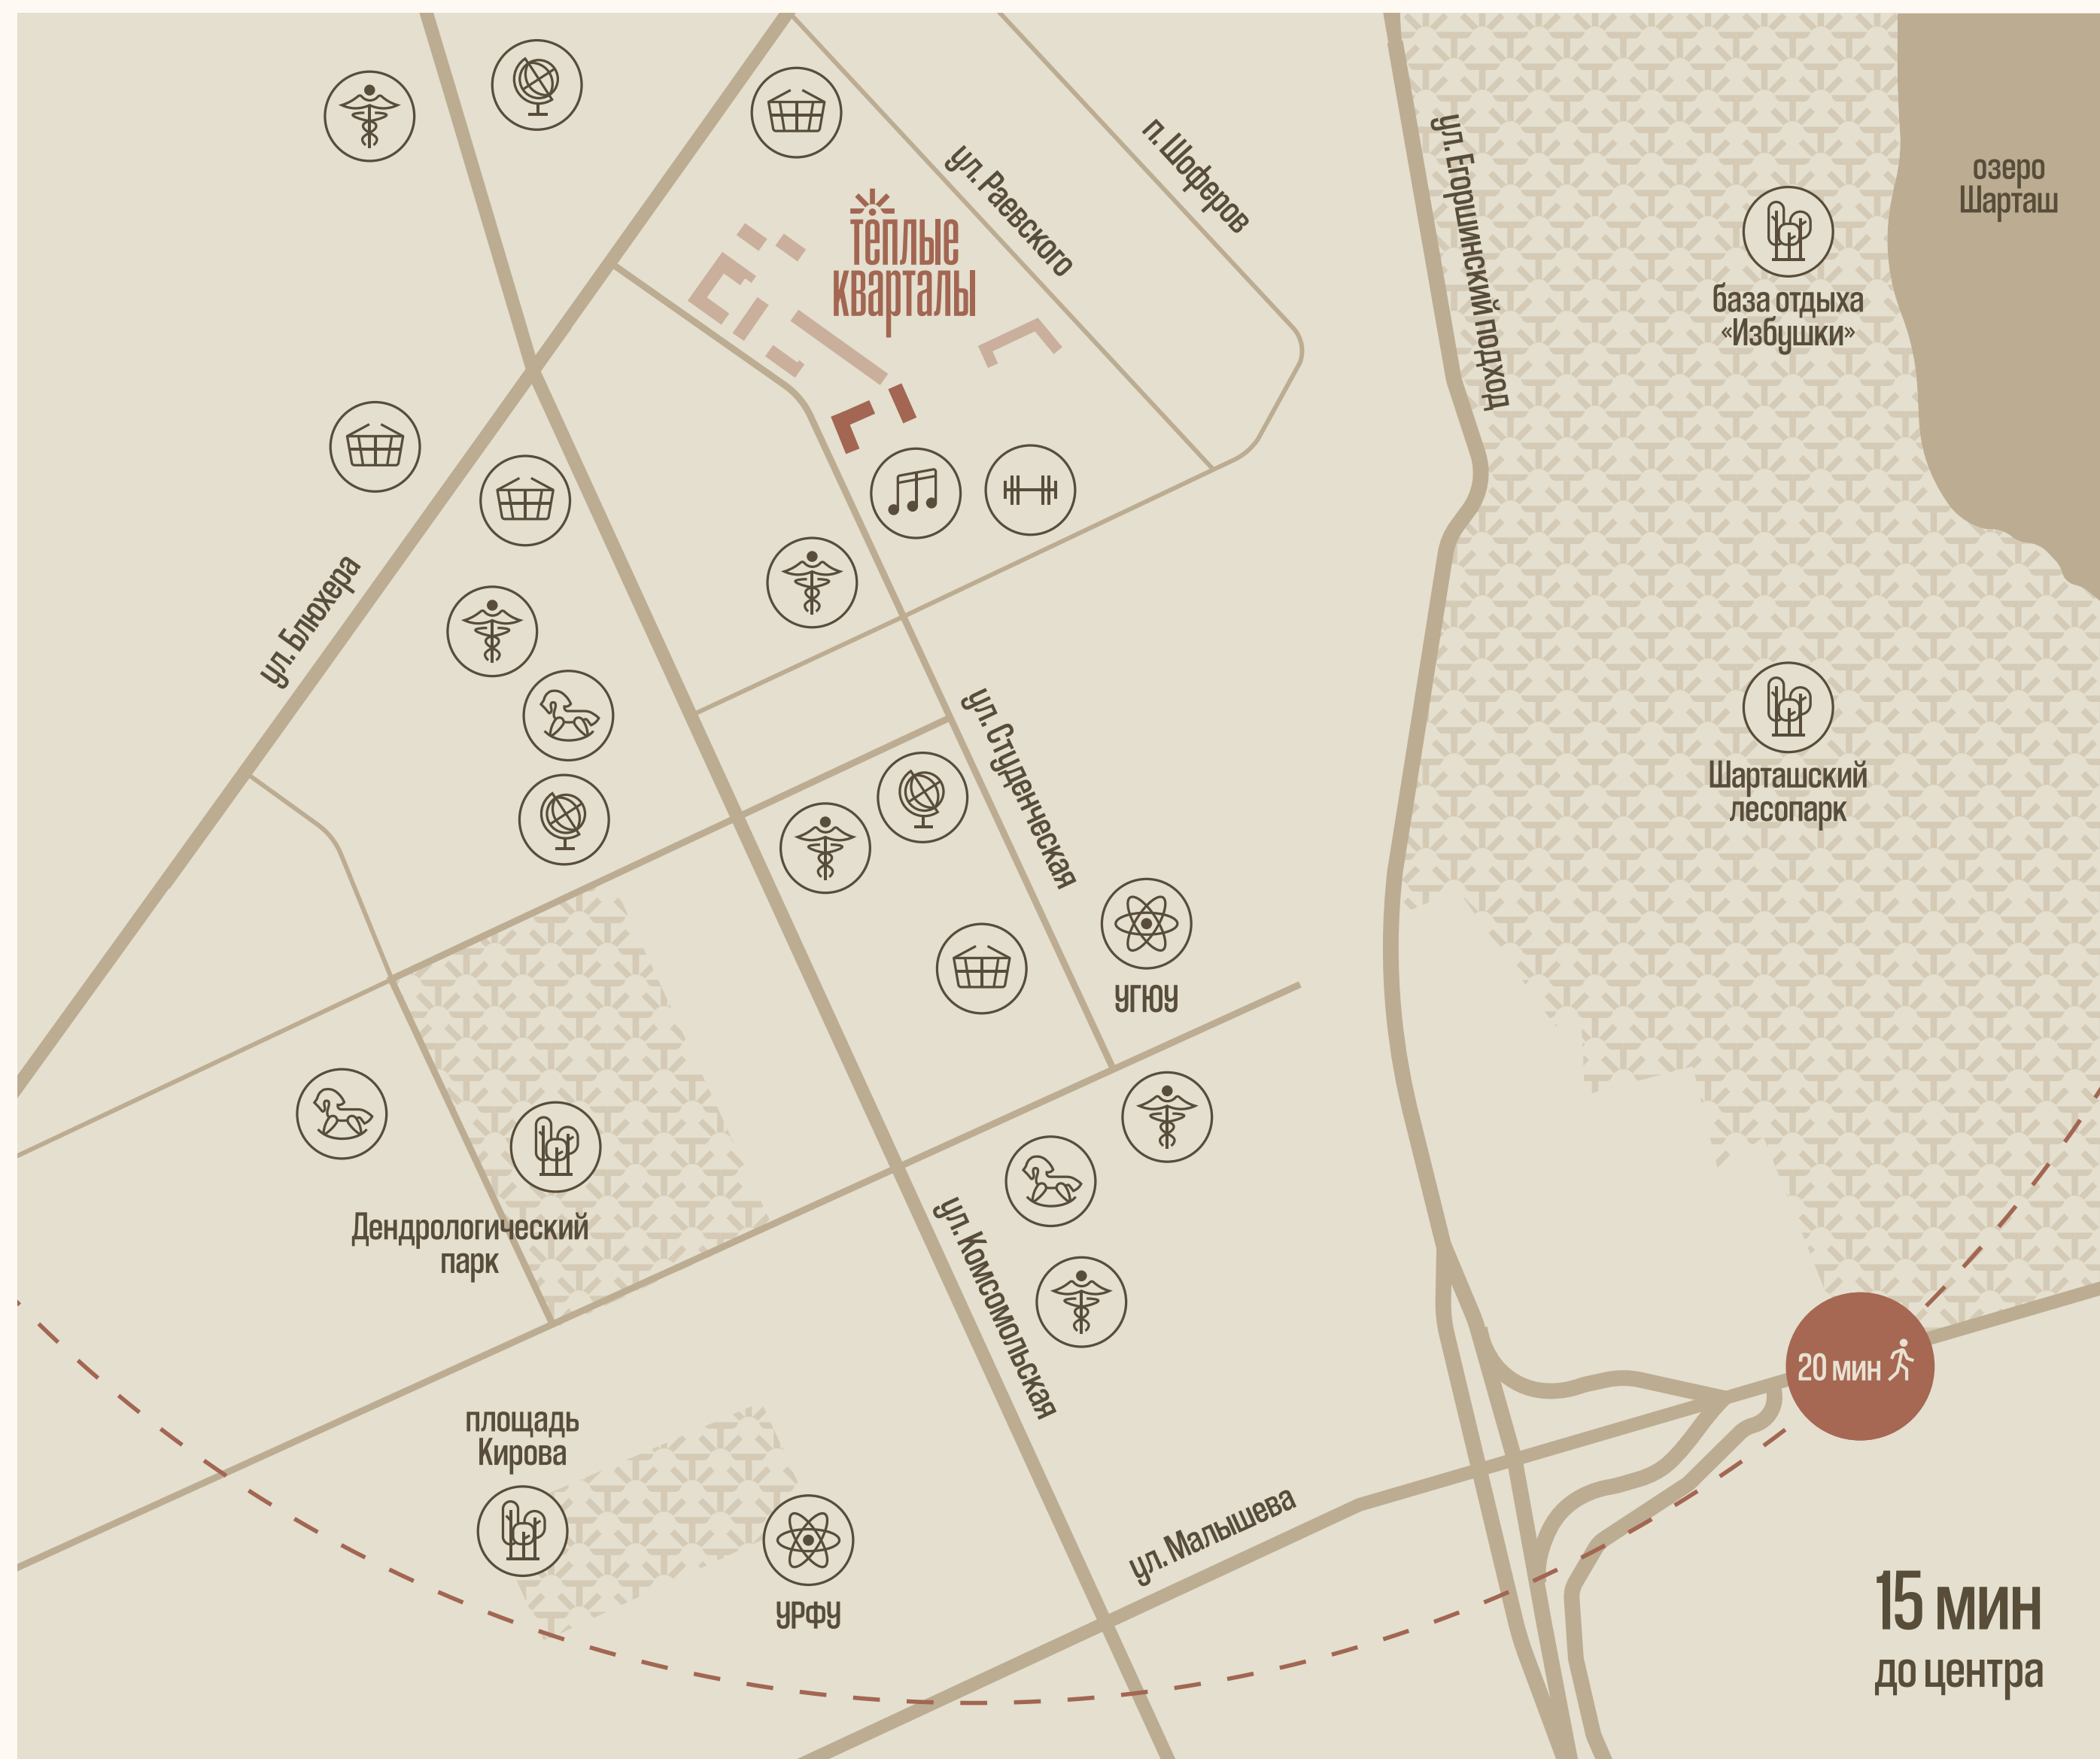 п. Шоферов
ул. Раевского
ул. Егоршинский подход
озеро
Шарташ
тёплые
кварталы
база отдыха
«Избушки»
ул. Блюхера
ул. Студенческая
Шарташский
лесопарк
УГЮУ
Дендрологический
парк
ул. Комсомольская
20 мин
площадь
Кирова
ул. Малышева
УРФУ
15 мин
до центра